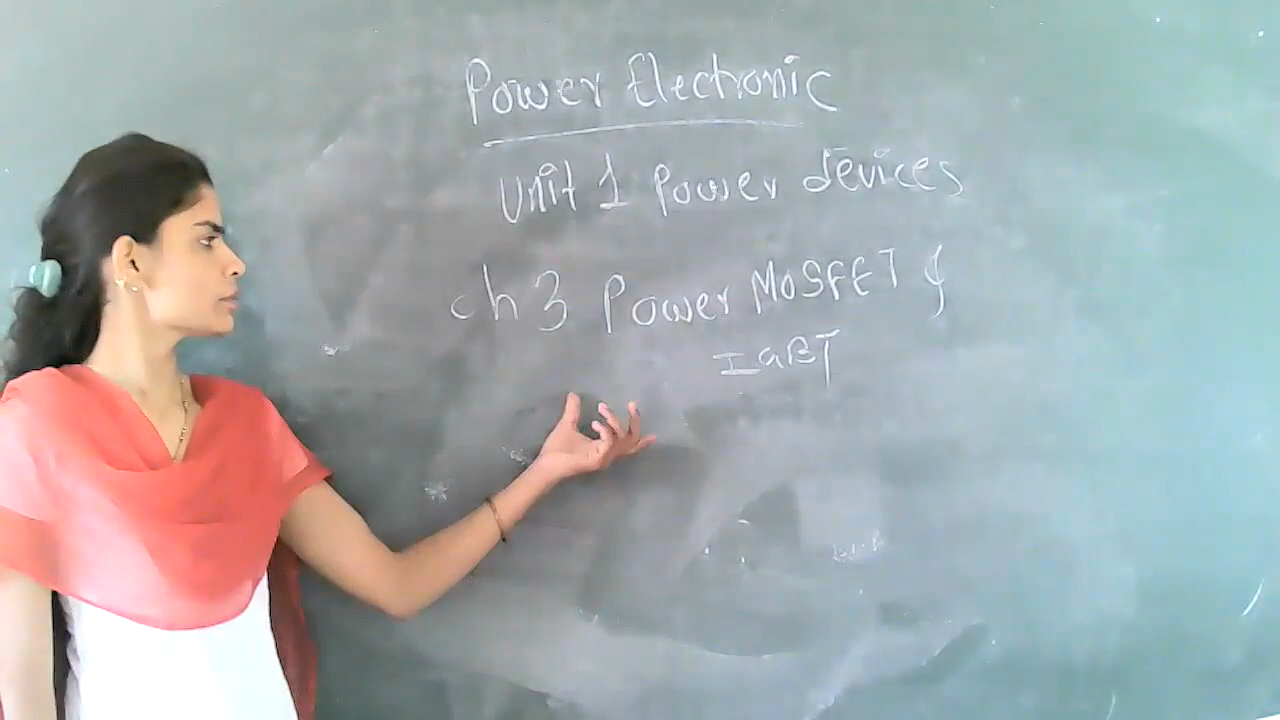 Power Electronic
Unit 1 Power devices
ch 3 Power MOSFET &
IGBT